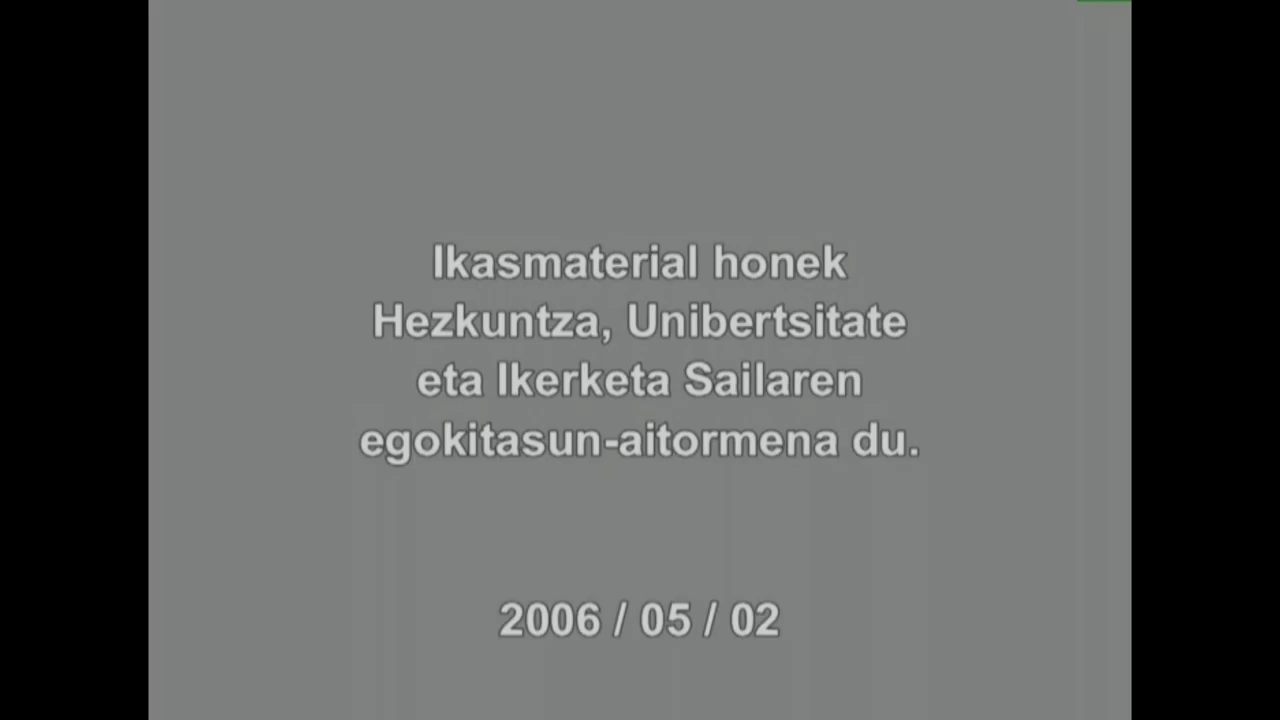 Ikasmaterial honek
Hezkuntza, Unibertsitate
eta Ikerketa Sailaren
egokitasun-aitormena du.
2006 / 05 / 02